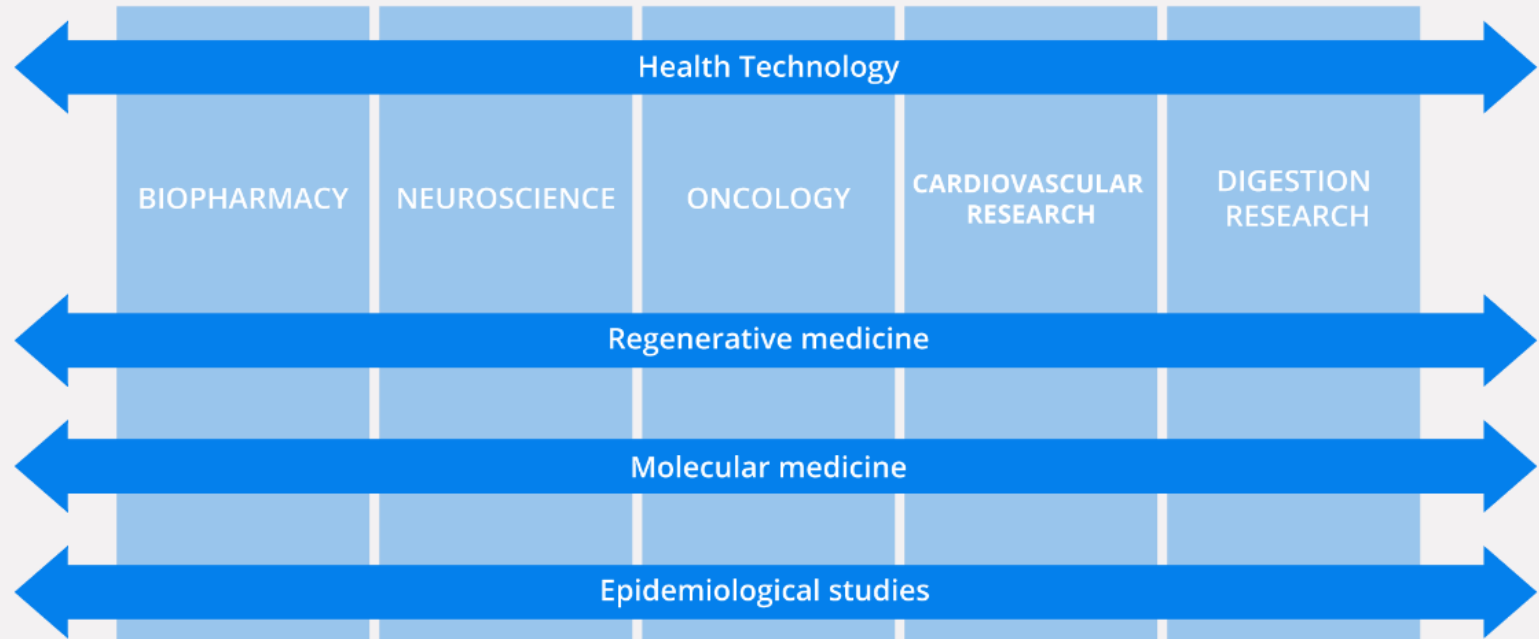 Health Technology
BIOPHARMACY
NEUROSCIENCE
ONCOLOGY
CARDIOVASCULAR
RESEARCH
DIGESTION
RESEARCH
Regenerative medicine
Molecular medicine
Epidemiological studies